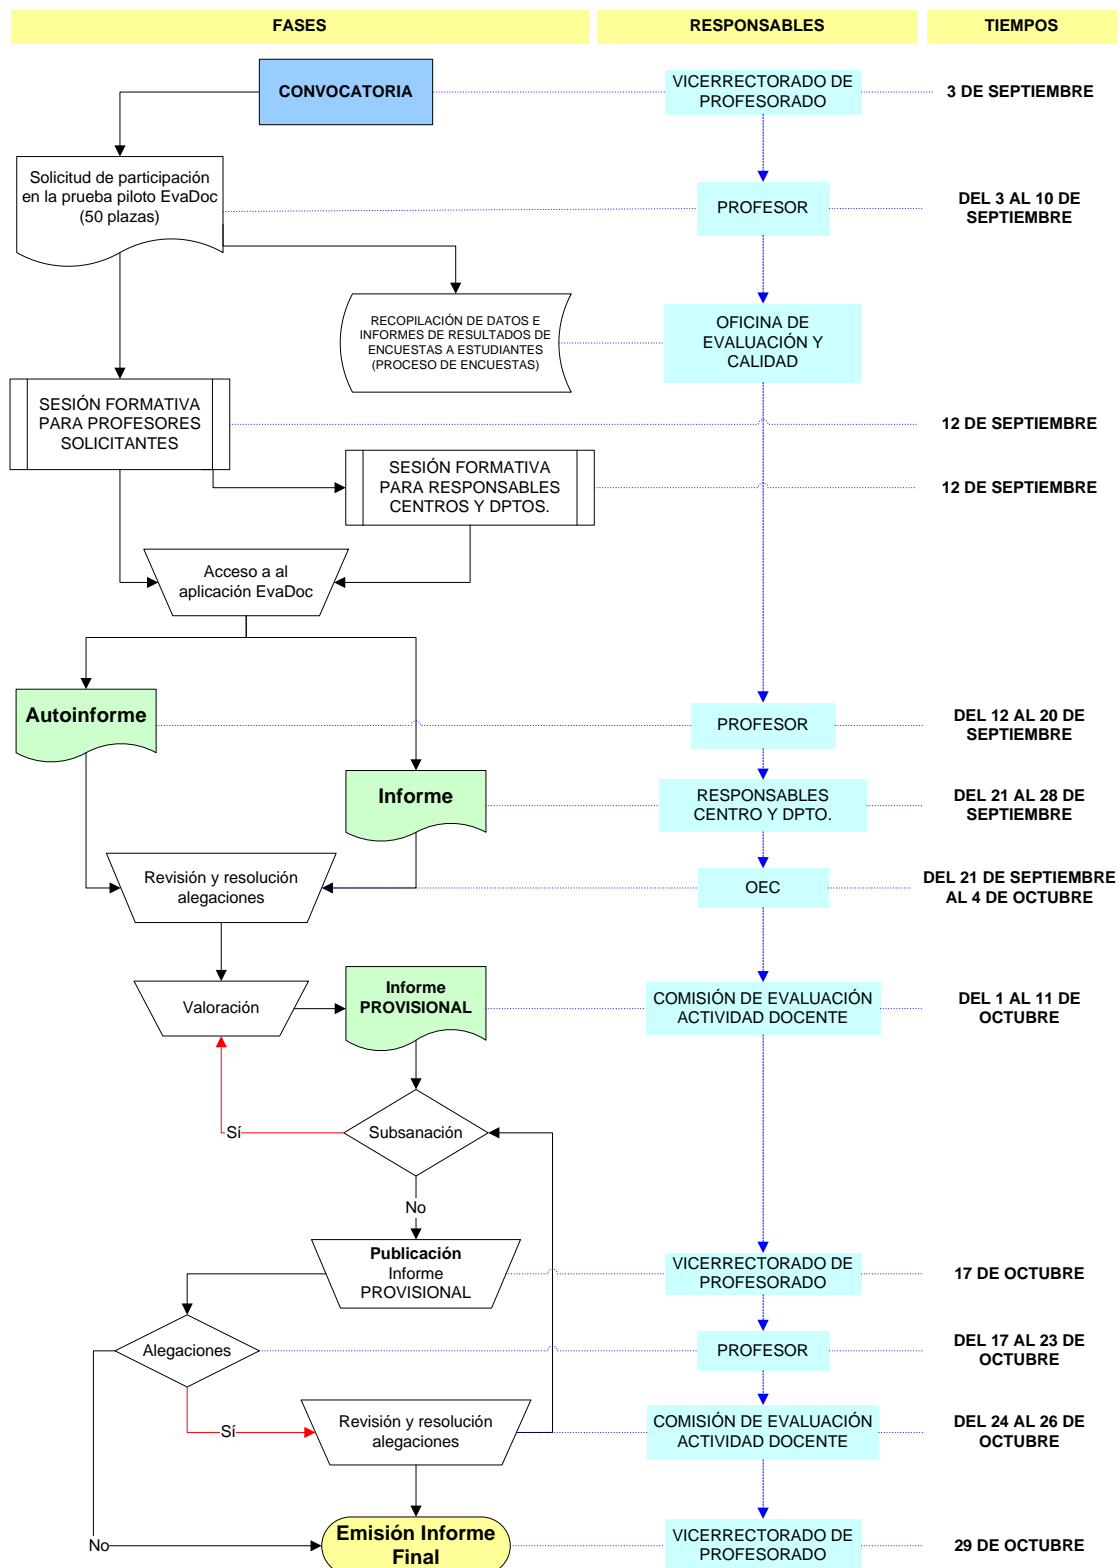 FASES
RESPONSABLES
TIEMPOS
CONVOCATORIA
VICERRECTORADO DE
PROFESORADO
3 DE SEPTIEMBRE
Solicitud de participación
en la prueba piloto EvaDoc
(50 plazas)
PROFESOR
DEL 3 AL 10 DE
SEPTIEMBRE
RECOPILACIÓN DE DATOS E
INFORMES DE RESULTADOS DE
ENCUESTAS A ESTUDIANTES
(PROCESO DE ENCUESTAS)
OFICINA DE
EVALUACIÓN Y
CALIDAD
SESIÓN FORMATIVA
PARA PROFESORES
SOLICITANTES
12 DE SEPTIEMBRE
SESIÓN FORMATIVA
PARA RESPONSABLES
CENTROS Y DPTOS.
12 DE SEPTIEMBRE
Acceso a al
aplicación EvaDoc
Autoinforme
PROFESOR
DEL 12 AL 20 DE
SEPTIEMBRE
Informe
RESPONSABLES
CENTRO Y DPTO.
DEL 21 AL 28 DE
SEPTIEMBRE
Revisión y resolución
alegaciones
OEC
DEL 21 DE SEPTIEMBRE
AL 4 DE OCTUBRE
Valoración
Informe
PROVISIONAL
COMISIÓN DE EVALUACIÓN
ACTIVIDAD DOCENTE
DEL 1 AL 11 DE
OCTUBRE
Sí
Subsanación
No
Publicación
Informe
PROVISIONAL
VICERRECTORADO DE
PROFESORADO
17 DE OCTUBRE
Alegaciones
PROFESOR
DEL 17 AL 23 DE
OCTUBRE
Sí
Revisión y resolución
alegaciones
COMISIÓN DE EVALUACIÓN
ACTIVIDAD DOCENTE
DEL 24 AL 26 DE
OCTUBRE
No
Emisión Informe
Final
VICERRECTORADO DE
PROFESORADO
29 DE OCTUBRE